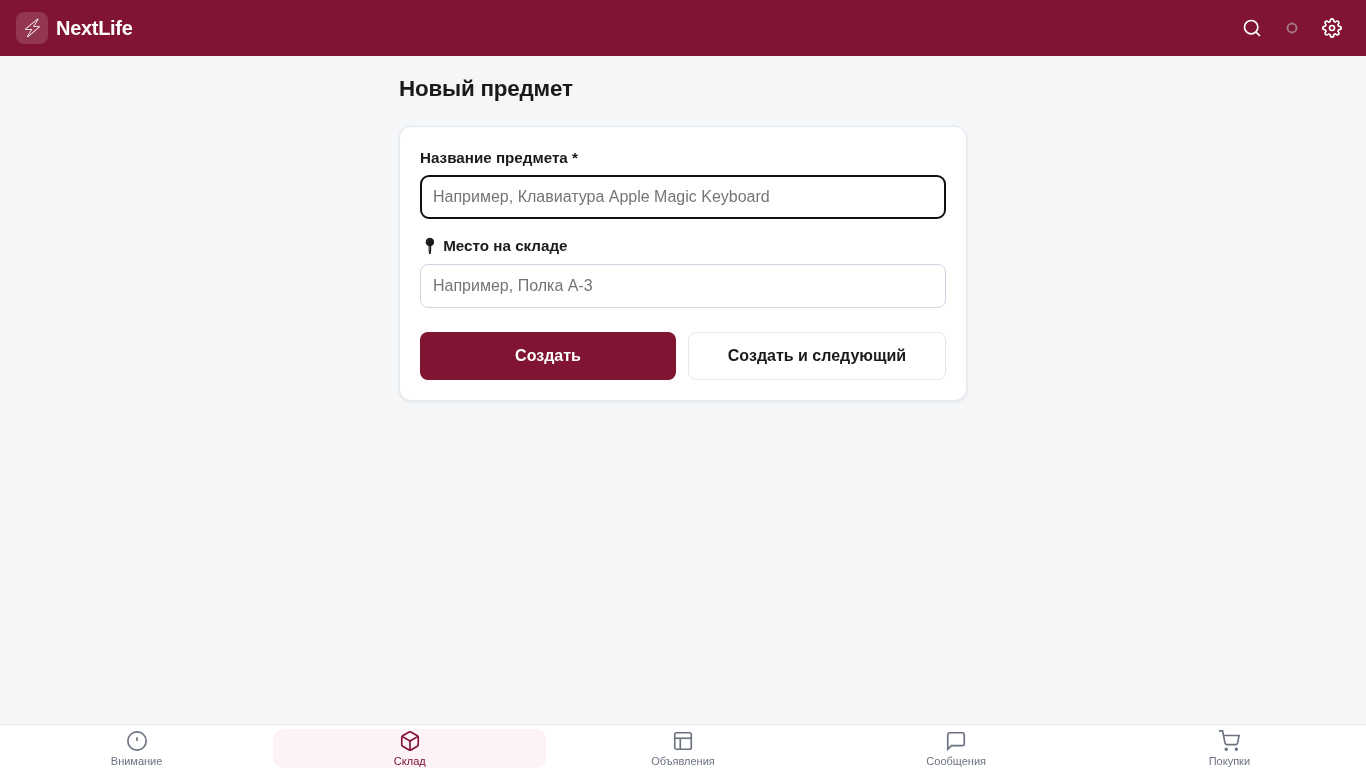 NextLife
Новый предмет
Название предмета *
Например, Клавиатура Apple Magic Keyboard
Место на складе
Например, Полка А-3
Создать
Создать и следующий
Внимание
Склад
Объявления
Сообщения
Покупки